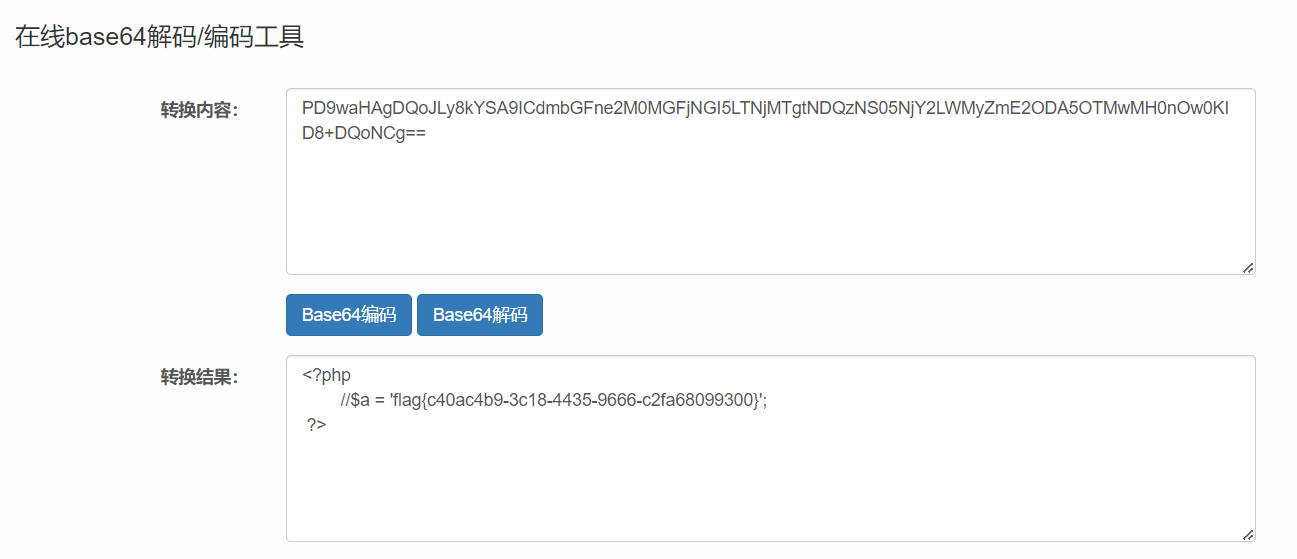 在线base64解码/编码工具
转换内容：
PD9waHAgDQoJLy8kYSA9ICdmbGFne2M0MGFjNGI5LTNjMTgtNDQzNS05NjY2LWMyZmE2ODA5OTMwMH0nOw0KI
D8+DQoNCg==
Base64编码 Base64解码
转换结果：
<?php
//$a = 'flag{c40ac4b9-3c18-4435-9666-c2fa68099300}';
?>